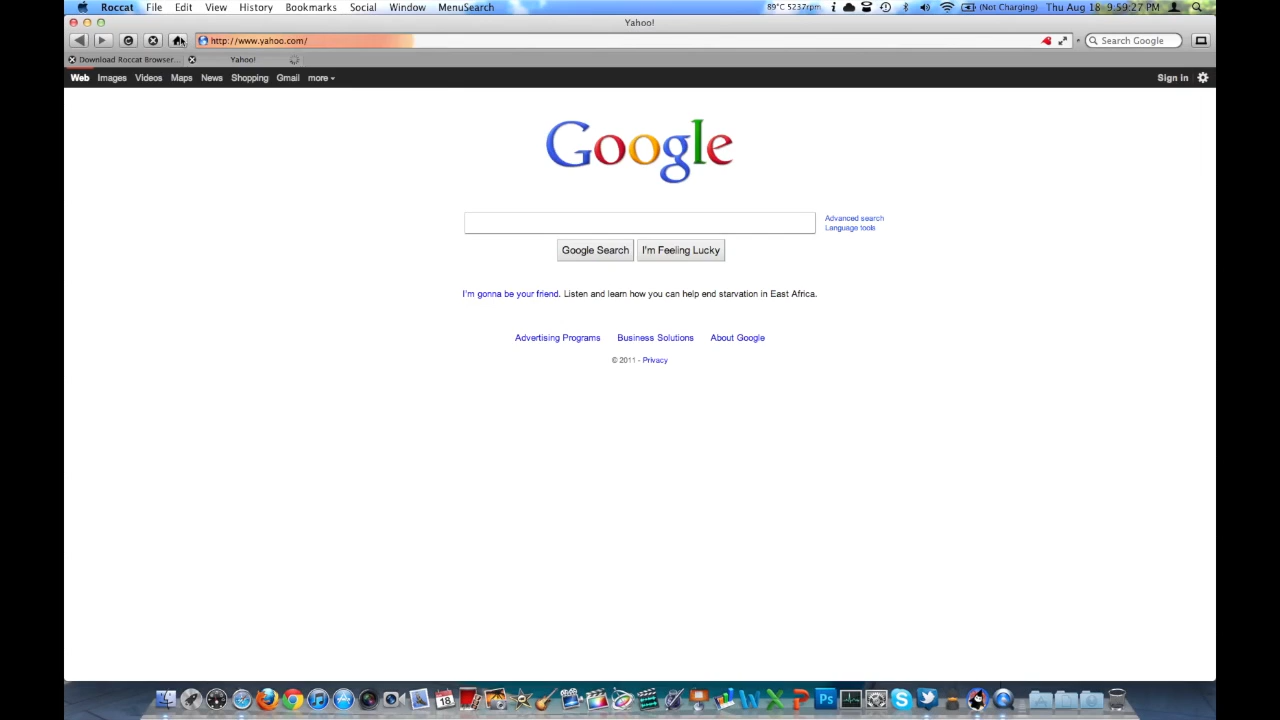 Roccat File Edit View History Bookmarks Social Window MenuSearch 89°C 5237rpm (Not Charging) Thu Aug 18 9:59:27 PM
Yahoo!
http://www.yahoo.com/ Search Google
Download Roccat Browser... Yahoo!
Web Images Videos Maps News Shopping Gmail more Sign in
Google
Advanced search
Language tools
Google Search I'm Feeling Lucky
I'm gonna be your friend. Listen and learn how you can help end starvation in East Africa.
Advertising Programs Business Solutions About Google
© 2011 - Privacy
18 Ps